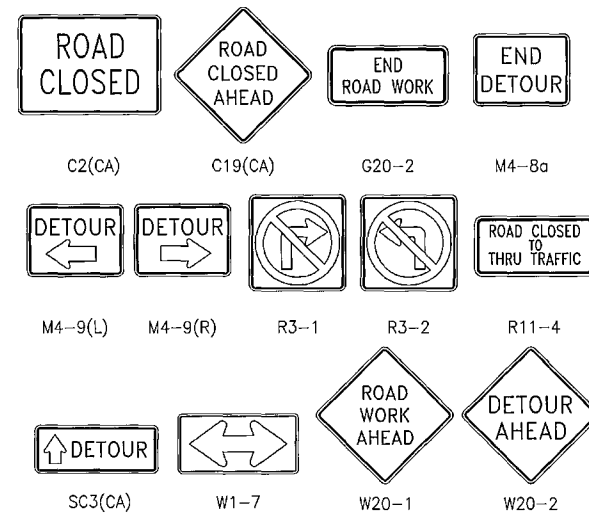 ROAD
CLOSED
ROAD
CLOSED
AHEAD
END
ROAD WORK
END
DETOUR
C2(CA)
C19(CA)
G20-2
M4-8a
DETOUR
DETOUR
ROAD CLOSED
TO
THRU TRAFFIC
M4-9(L)
M4-9(R)
R3-1
R3-2
R11-4
DETOUR
ROAD
WORK
AHEAD
DETOUR
AHEAD
SC3(CA)
W1-7
W20-1
W20-2